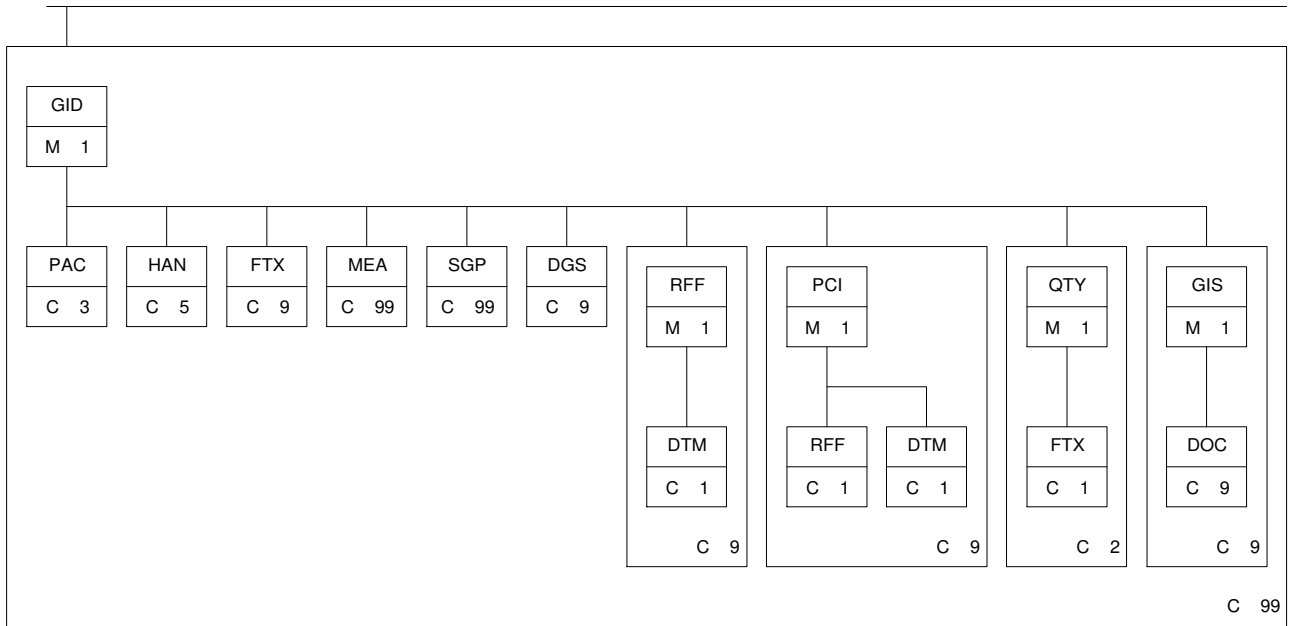 GID
M 1
PAC HAN FTX MEA SGP DGS
C 3 C 5 C 9 C 99 C 99 C 9
RFF PCI QTY GIS
M 1 M 1 M 1 M 1
DTM RFF DTM FTX DOC
C 1 C 1 C 1 C 1 C 9
C 9 C 9 C 2 C 9
C 99